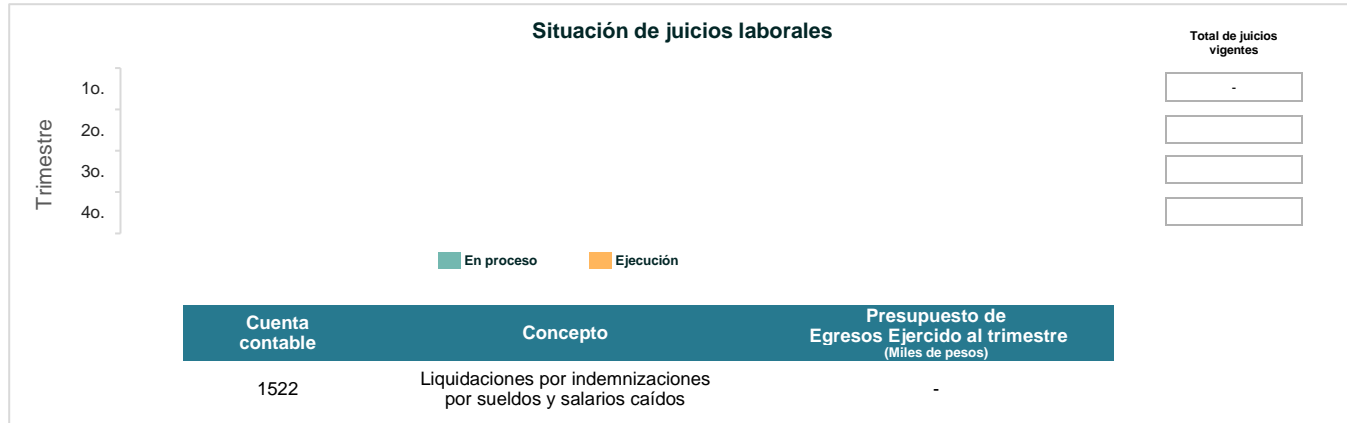 Situación de juicios laborales
Total de juicios
vigentes
Trimestre
1o.
-
2o.
3o.
4o.
En proceso
Ejecución
Cuenta
contable
Concepto
Presupuesto de
Egresos Ejercido al trimestre
(Miles de pesos)
1522
Liquidaciones por indemnizaciones
por sueldos y salarios caídos
-